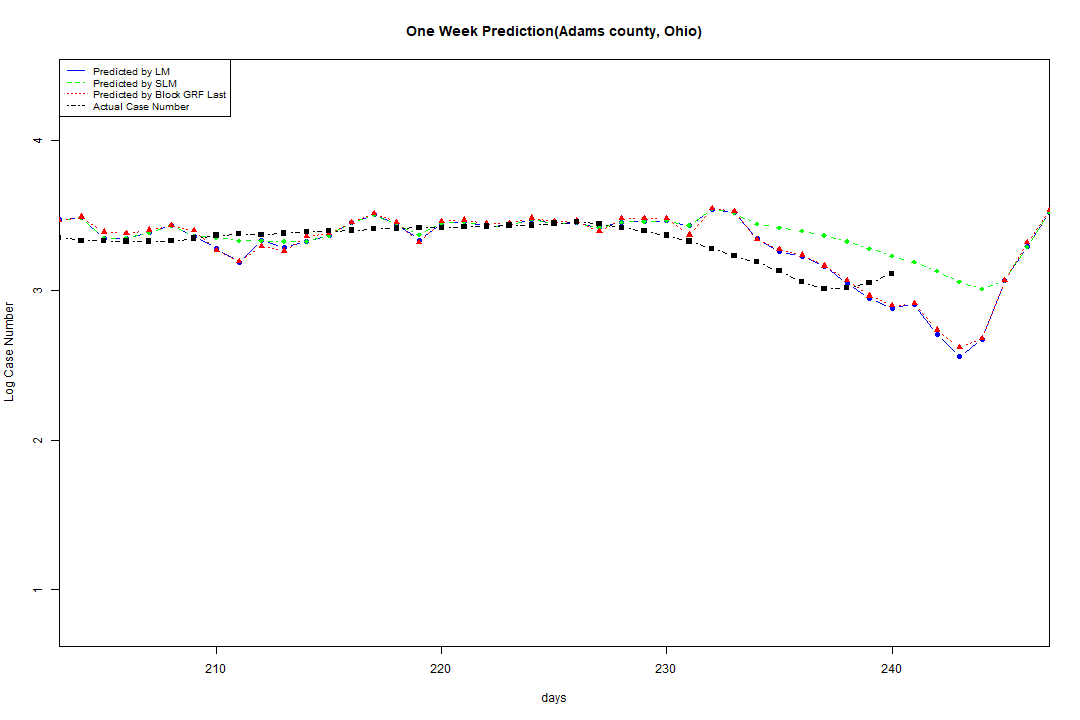 One Week Prediction(Adams county, Ohio)
Predicted by LM
Predicted by SLM
Predicted by Block GRF Last
Actual Case Number
4
3
2
1
Log Case Number
210 220 230 240
days